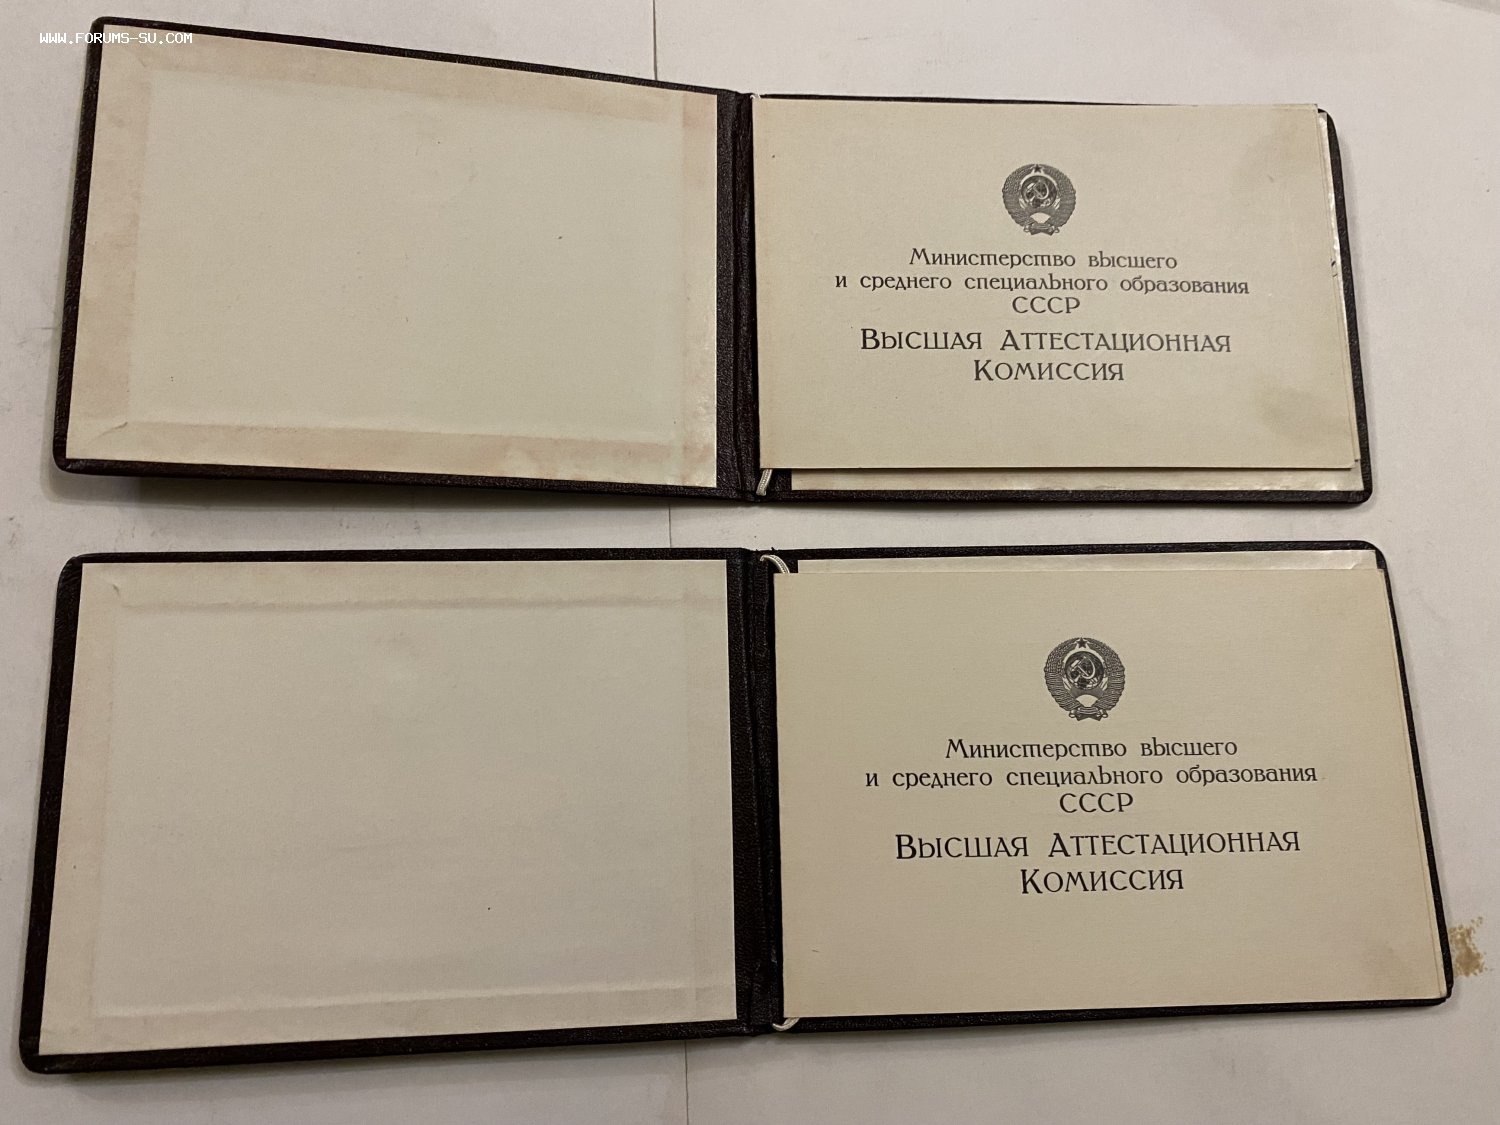 WWW.FORUMS-SU.COM
Министерство высшего
и среднего специального образования
СССР
Высшая Аттестационная
Комиссия
Министерство высшего
и среднего специального образования
СССР
Высшая Аттестационная
Комиссия